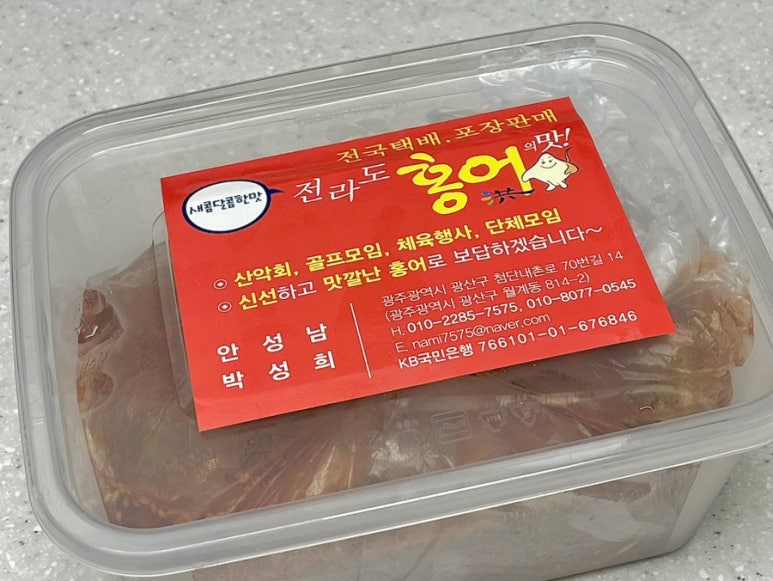 전국택배. 포장판매
새콤달콤한맛
전라도 홍어의맛!
◉ 산악회, 골프모임, 체육행사, 단체모임
◉ 신선하고 맛깔난 홍어로 보답하겠습니다~
안성남
박성희
광주광역시 광산구 첨단내촌로 70번길 14
(광주광역시 광산구 월계동 814-2)
H. 010-2285-7575, 010-8077-0545
E. nami7575@naver.com
KB국민은행 766101-01-676846